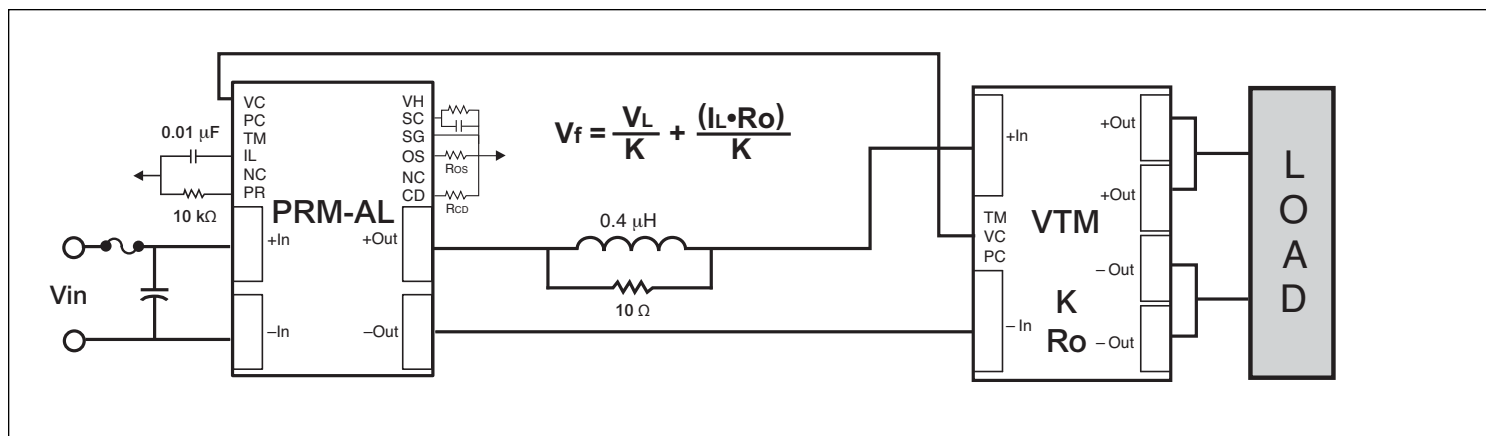 VC
PC
TM
IL
NC
PR
0.01 μF
10 kΩ
VH
SC
SG
OS
NC
CD
ROS
RCD
PRM-AL
+In
+Out
–In
–Out
Vin
Vf = VL/K + (IL•Ro)/K
0.4 μH
10 Ω
+In
TM
VC
PC
– In
VTM
K
Ro
+Out
+Out
– Out
– Out
LOAD